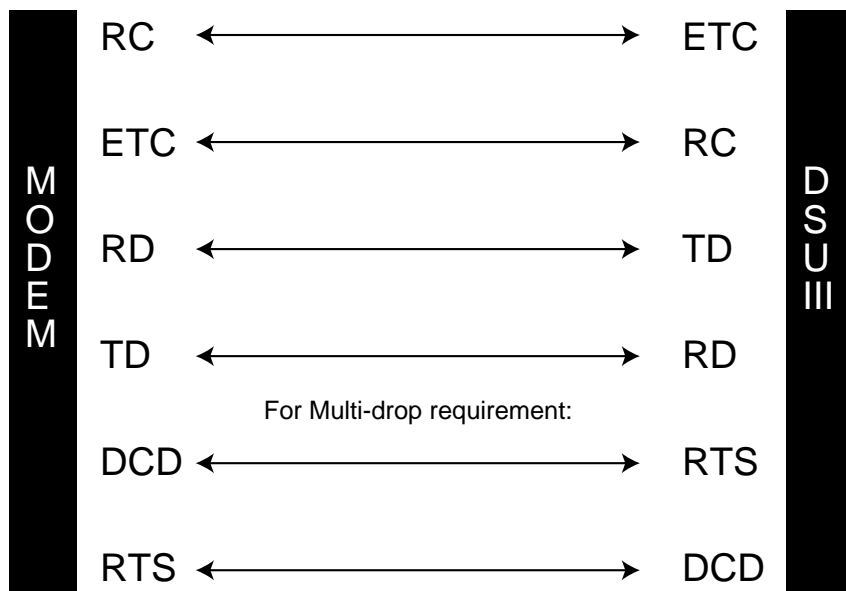 MODEM
RC ETC
ETC RC
RD TD
TD RD
For Multi-drop requirement:
DCD RTS
RTS DCD
DSU III